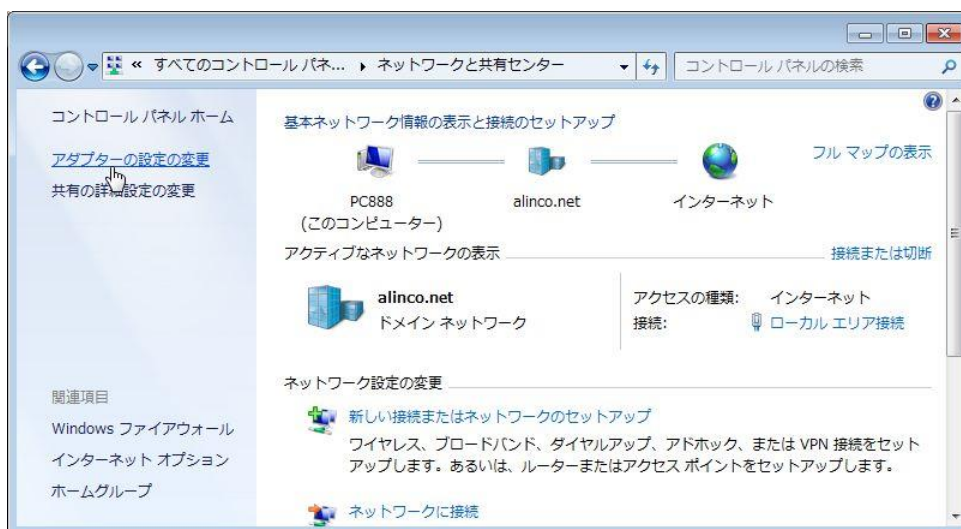 « すべてのコントロール パネ... ▸ ネットワークと共有センター
コントロール パネルの検索
コントロール パネル ホーム
アダプターの設定の変更
共有の詳細設定の変更
基本ネットワーク情報の表示と接続のセットアップ
フル マップの表示
PC888
(このコンピューター)
alinco.net
インターネット
アクティブなネットワークの表示
接続または切断
alinco.net
ドメイン ネットワーク
アクセスの種類: インターネット
接続: ローカル エリア接続
ネットワーク設定の変更
新しい接続またはネットワークのセットアップ
ワイヤレス、ブロードバンド、ダイヤルアップ、アドホック、または VPN 接続をセット
アップします。あるいは、ルーターまたはアクセス ポイントをセットアップします。
ネットワークに接続
関連項目
Windows ファイアウォール
インターネット オプション
ホームグループ